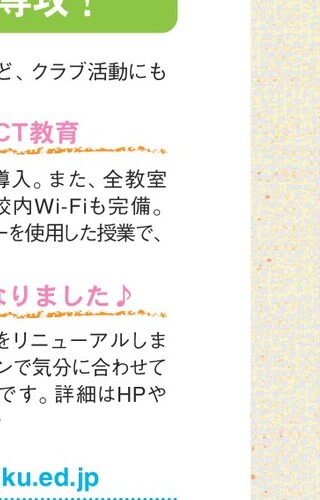 専攻！
ど、クラブ活動にも
CT教育
導入。また、全教室
校内Wi-Fiも完備。
ーを使用した授業で、
なりました♪
をリニューアルしま
ンで気分に合わせて
です。詳細はHPや
ku.ed.jp